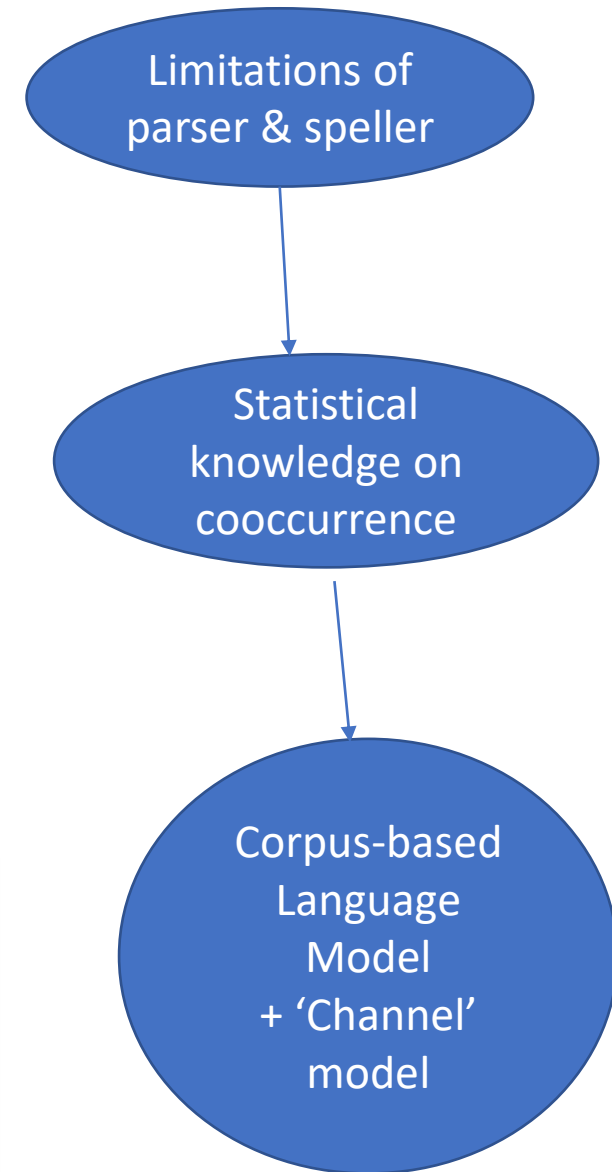 Limitations of
parser & speller
Statistical
knowledge on
cooccurrence
Corpus-based
Language
Model
+ ‘Channel’
model